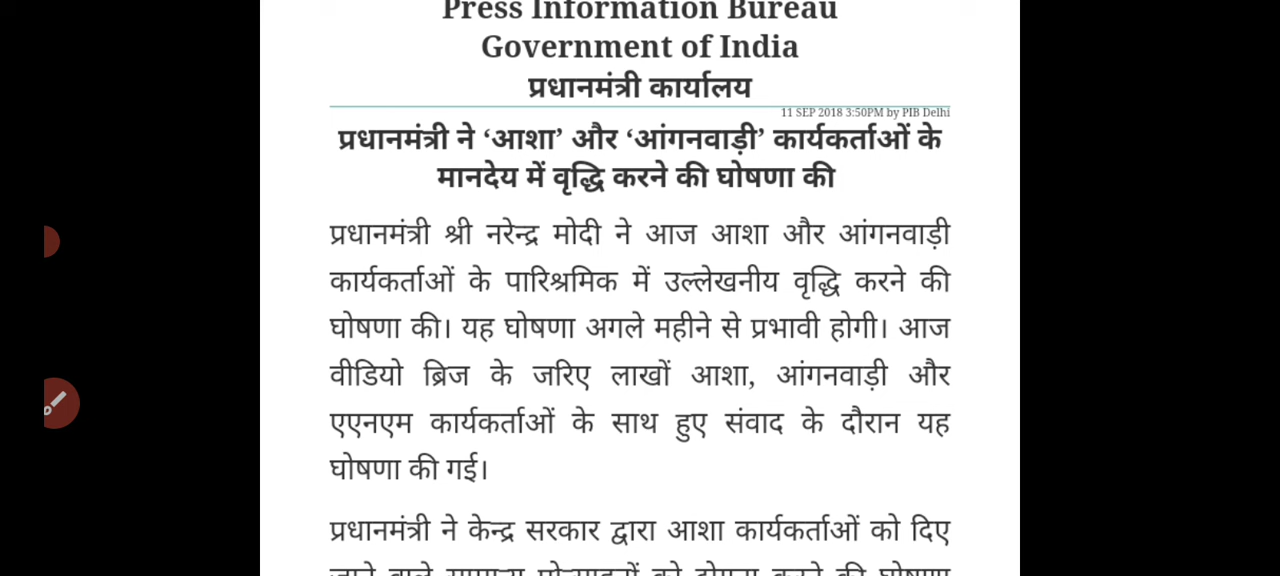 Press Information Bureau
Government of India
प्रधानमंत्री कार्यालय
11 SEP 2018 3:50PM by PIB Delhi
प्रधानमंत्री ने ‘आशा’ और ‘आंगनवाड़ी’ कार्यकर्ताओं के
मानदेय में वृद्धि करने की घोषणा की
प्रधानमंत्री श्री नरेन्द्र मोदी ने आज आशा और आंगनवाड़ी
कार्यकर्ताओं के पारिश्रमिक में उल्लेखनीय वृद्धि करने की
घोषणा की। यह घोषणा अगले महीने से प्रभावी होगी। आज
वीडियो ब्रिज के जरिए लाखों आशा, आंगनवाड़ी और
एएनएम कार्यकर्ताओं के साथ हुए संवाद के दौरान यह
घोषणा की गई।
प्रधानमंत्री ने केन्द्र सरकार द्वारा आशा कार्यकर्ताओं को दिए